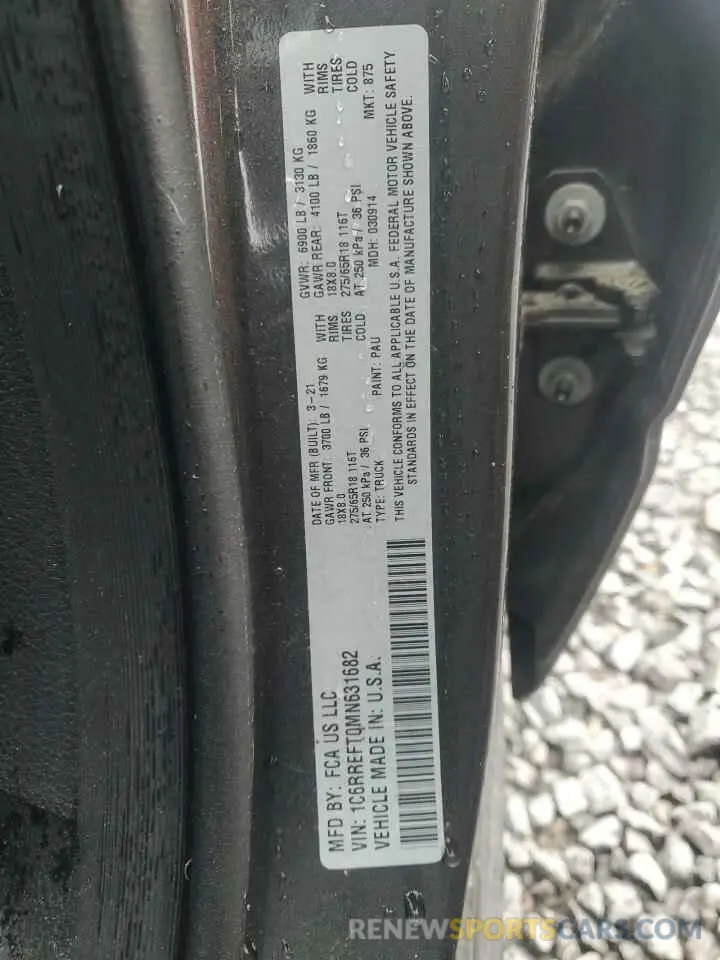 MFD BY: FCA US LLC
VIN: 1C6RREFT0MN631682
VEHICLE MADE IN: U.S.A.
DATE OF MFR (BUILT): 3-21 GVWR: 6900 LB / 3130 KG
GAWR FRONT: 3700 LB / 1679 KG WITH GAWR REAR: 4100 LB / 1860 KG WITH
18X8.0 RIMS 18X8.0 RIMS
275/65R18 116T TIRES 275/65R18 116T TIRES
AT 250 kPa / 36 PSI COLD AT 250 kPa / 36 PSI COLD
TYPE: TRUCK PAINT: PAU MDH: 030914 MKT: 875
THIS VEHICLE CONFORMS TO ALL APPLICABLE U.S.A. FEDERAL MOTOR VEHICLE SAFETY
STANDARDS IN EFFECT ON THE DATE OF MANUFACTURE SHOWN ABOVE.
RENEWSPORTSCARS.COM